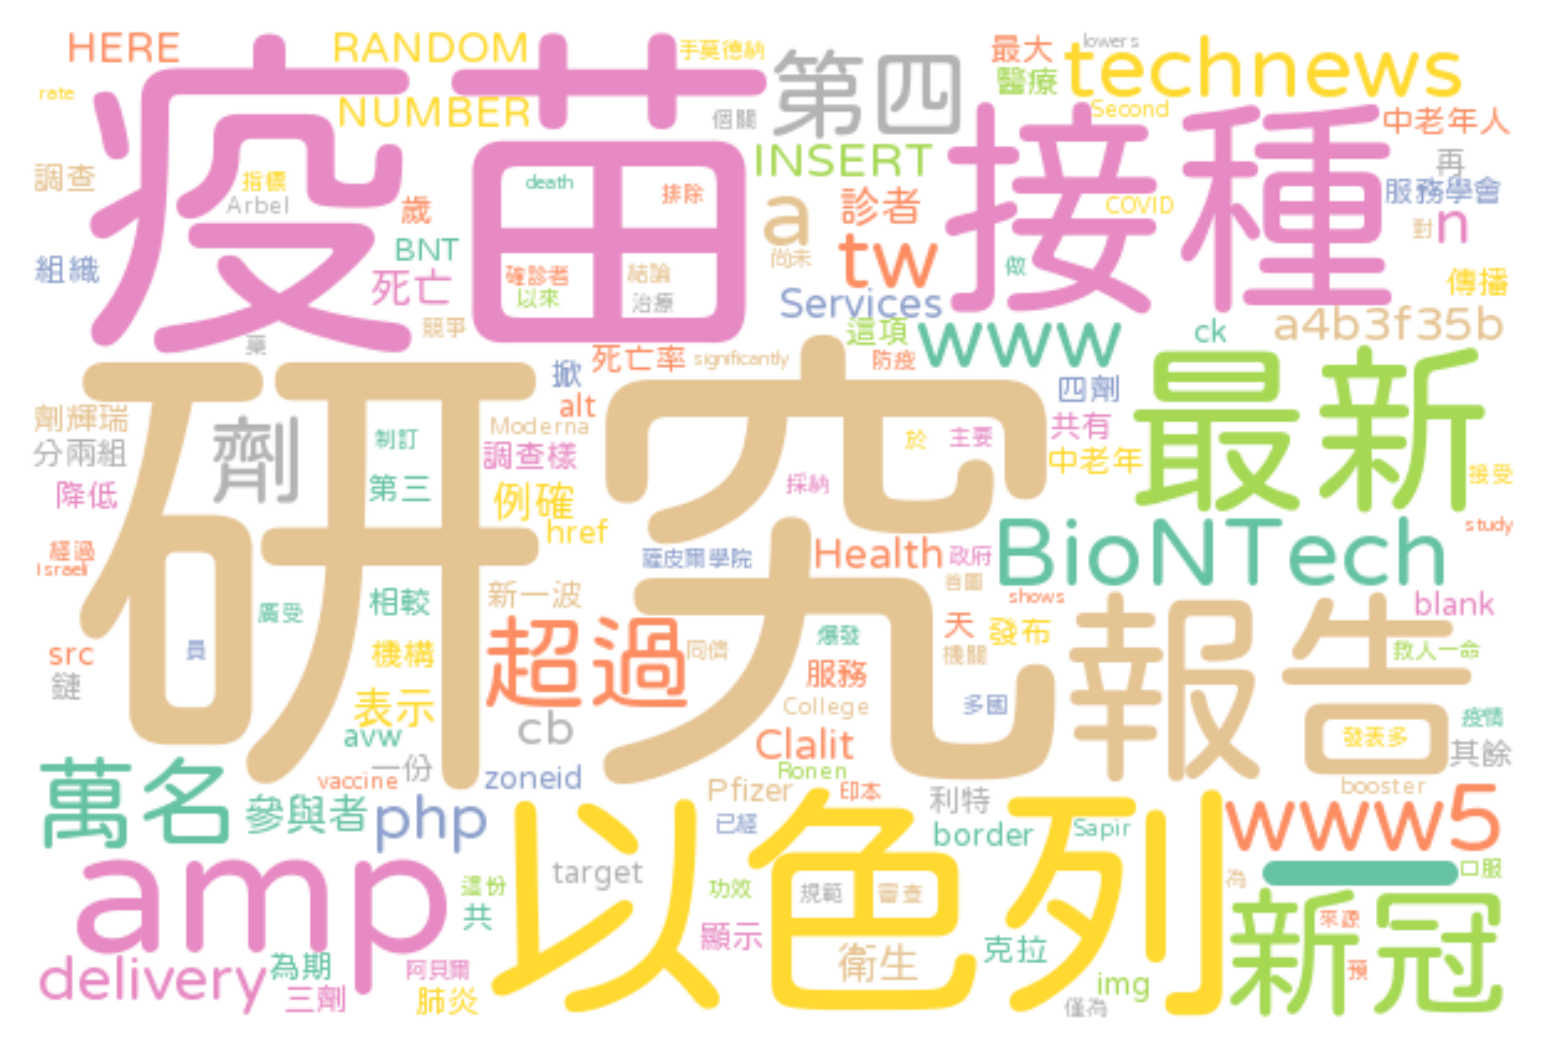 HERE
RANDOM
手莫德納
第四
最大
lowers
technews
醫療
rate
NUMBER
個關
Second
中老年人
疫苗
接種
INSERT
調查
指標
death
排除
再
服務學會
Arbel
歲
a
診者
COVID
對
n
BNT
tw
尚未
做
組織
死亡
確診者
結論
以來
治療
Services
傳播
競爭
這項
www
ck
a4b3f35b
藥
死亡率
significantly
防疫
掀
四劑
最新
研究
劑輝瑞
alt
劑
Moderna
共有
分兩組
制訂
調查樣
於
主要
中老年
接受
降低
第三
例確
採納
href
BioNTech
study
經過
Israeli
薩皮爾學院
Health
政府
首圖
相較
新一波
shows
blank
廣受
超過
爆發
天
發布
報告
src
員
機構
同儕
機關
救人一命
鏈
服務
表示
College
多國
疫情
avw
cb
Clalit
發表多
其餘
一份
Ronen
萬名
vaccine
zoneid
Pfizer
印本
利特
booster
參與者
php
以色列
已經
border
Sapir
www5
amp
target
一
口服
為
這份
功效
規範
審查
共
新冠
來源
顯示
衛生
克拉
delivery
為期
阿貝爾
預
三劑
肺炎
img
僅為